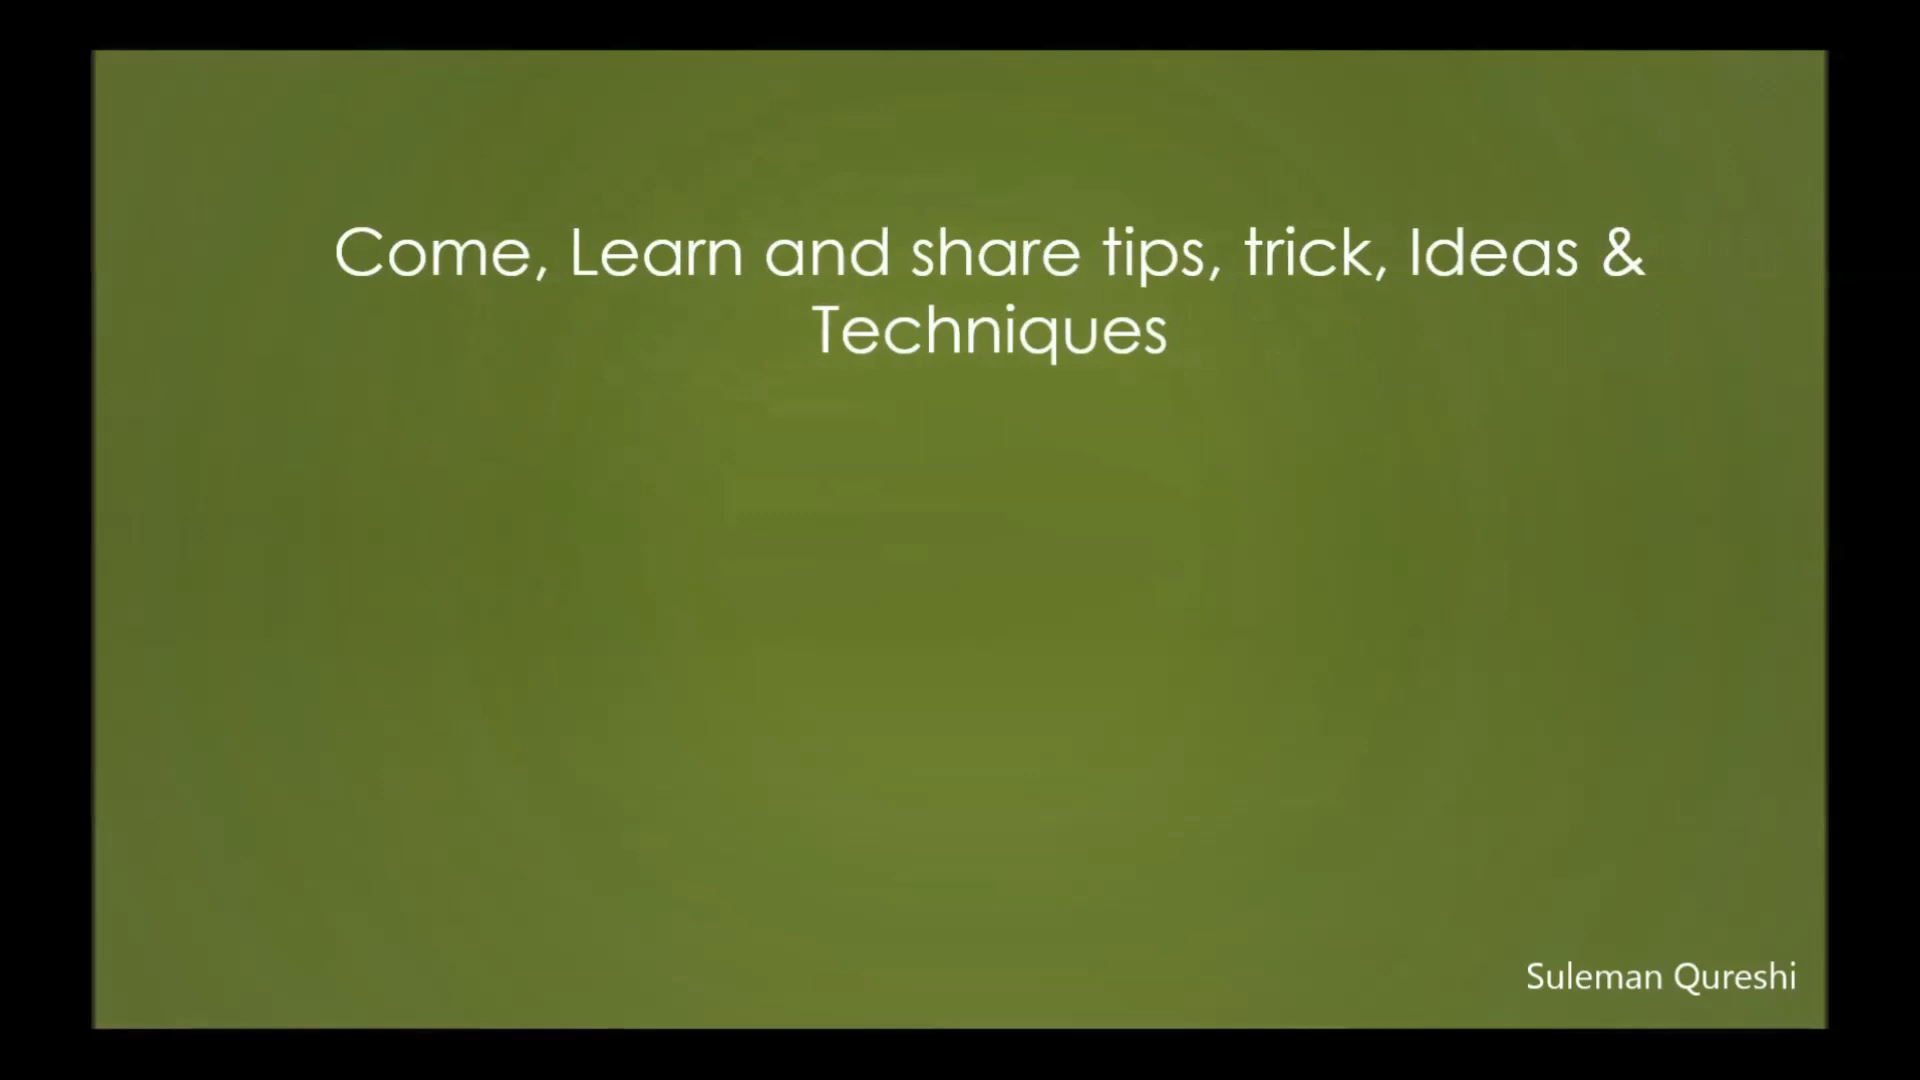 Come, Learn and share tips, trick, Ideas &
Techniques
Suleman Qureshi